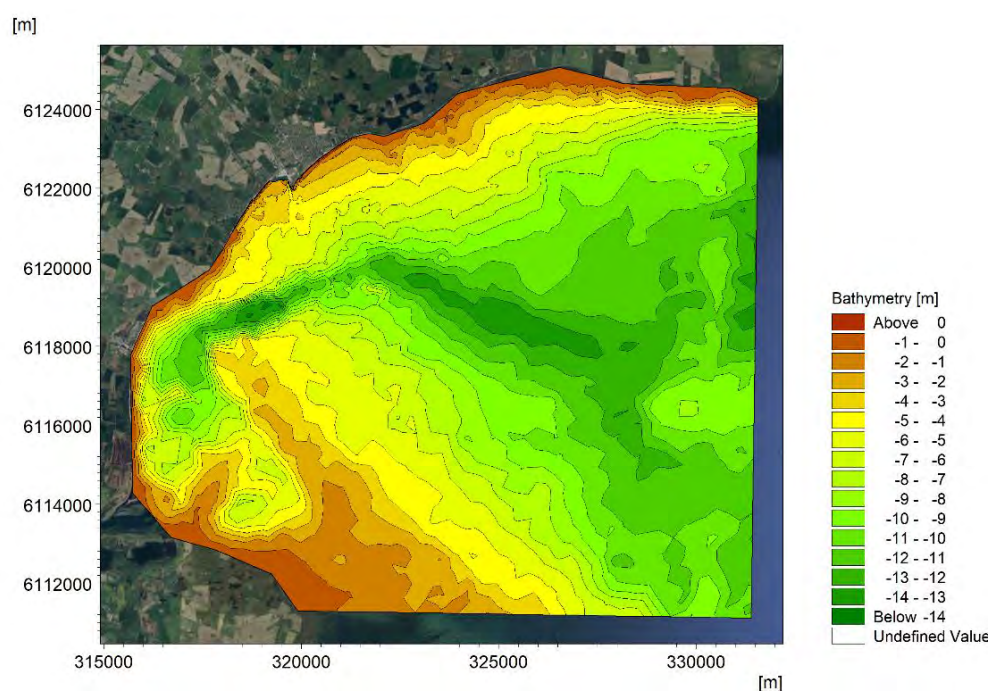 [m]
6124000
6122000
6120000
6118000
6116000
6114000
6112000
315000 320000 325000 330000
[m]
Bathymetry [m]
Above 0
-1 - 0
-2 - -1
-3 - -2
-4 - -3
-5 - -4
-6 - -5
-7 - -6
-8 - -7
-9 - -8
-10 - -9
-11 - -10
-12 - -11
-13 - -12
-14 - -13
Below -14
Undefined Value